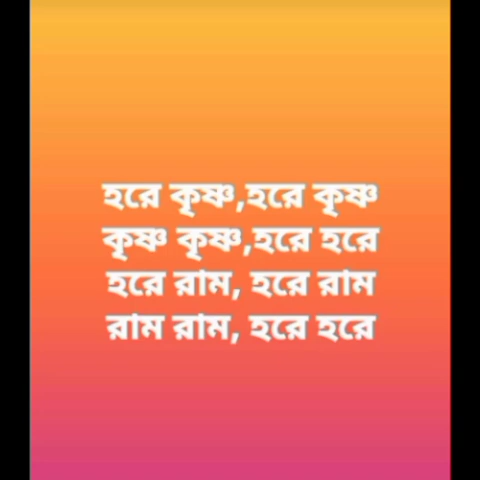 হরে কৃষ্ণ,হরে কৃষ্ণ
কৃষ্ণ কৃষ্ণ,হরে হরে
হরে রাম, হরে রাম
রাম রাম, হরে হরে